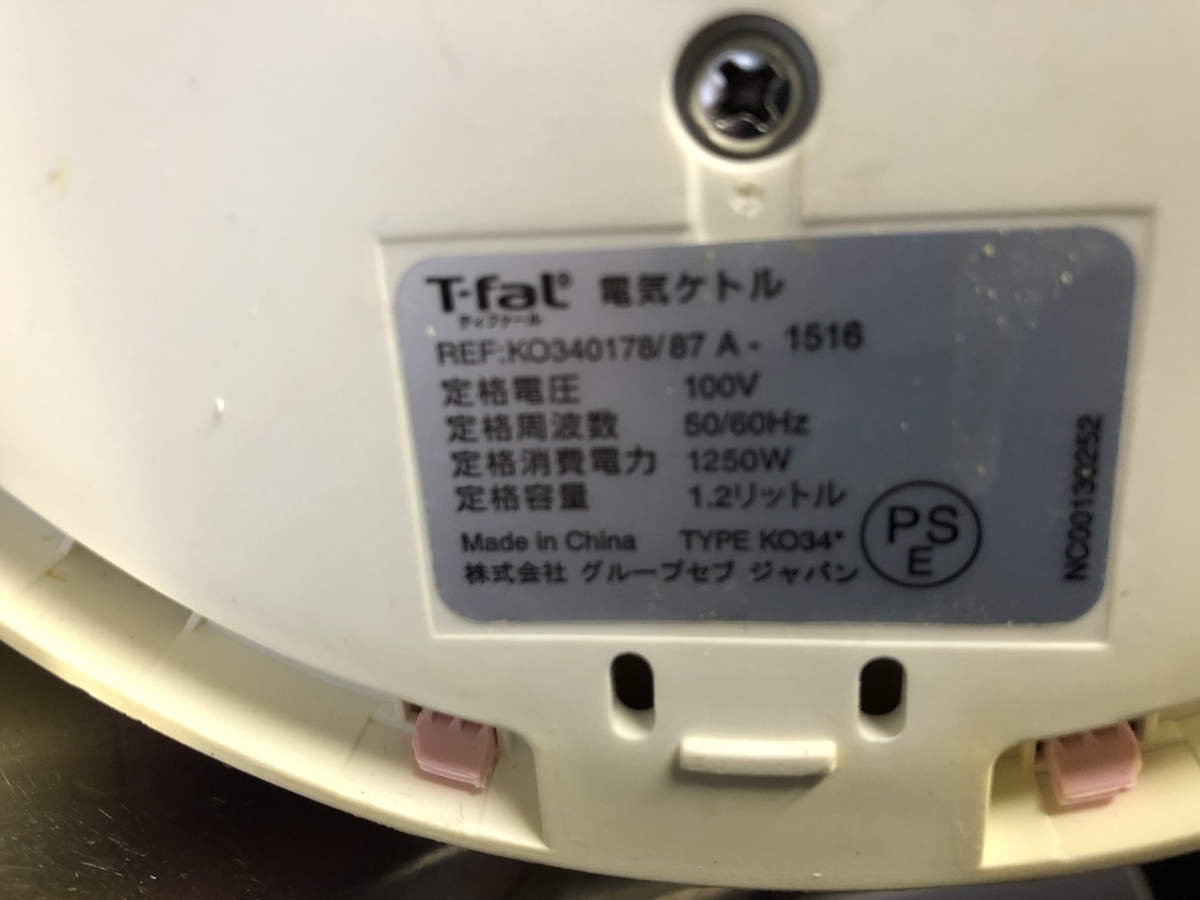 T-fal® 電気ケトル
ティファール
REF:KO340178/87 A - 1516
定格電圧 100V
定格周波数 50/60Hz
定格消費電力 1250W
定格容量 1.2リットル
Made in China TYPE KO34*
株式会社 グループセブ ジャパン
PSE
NC00130252